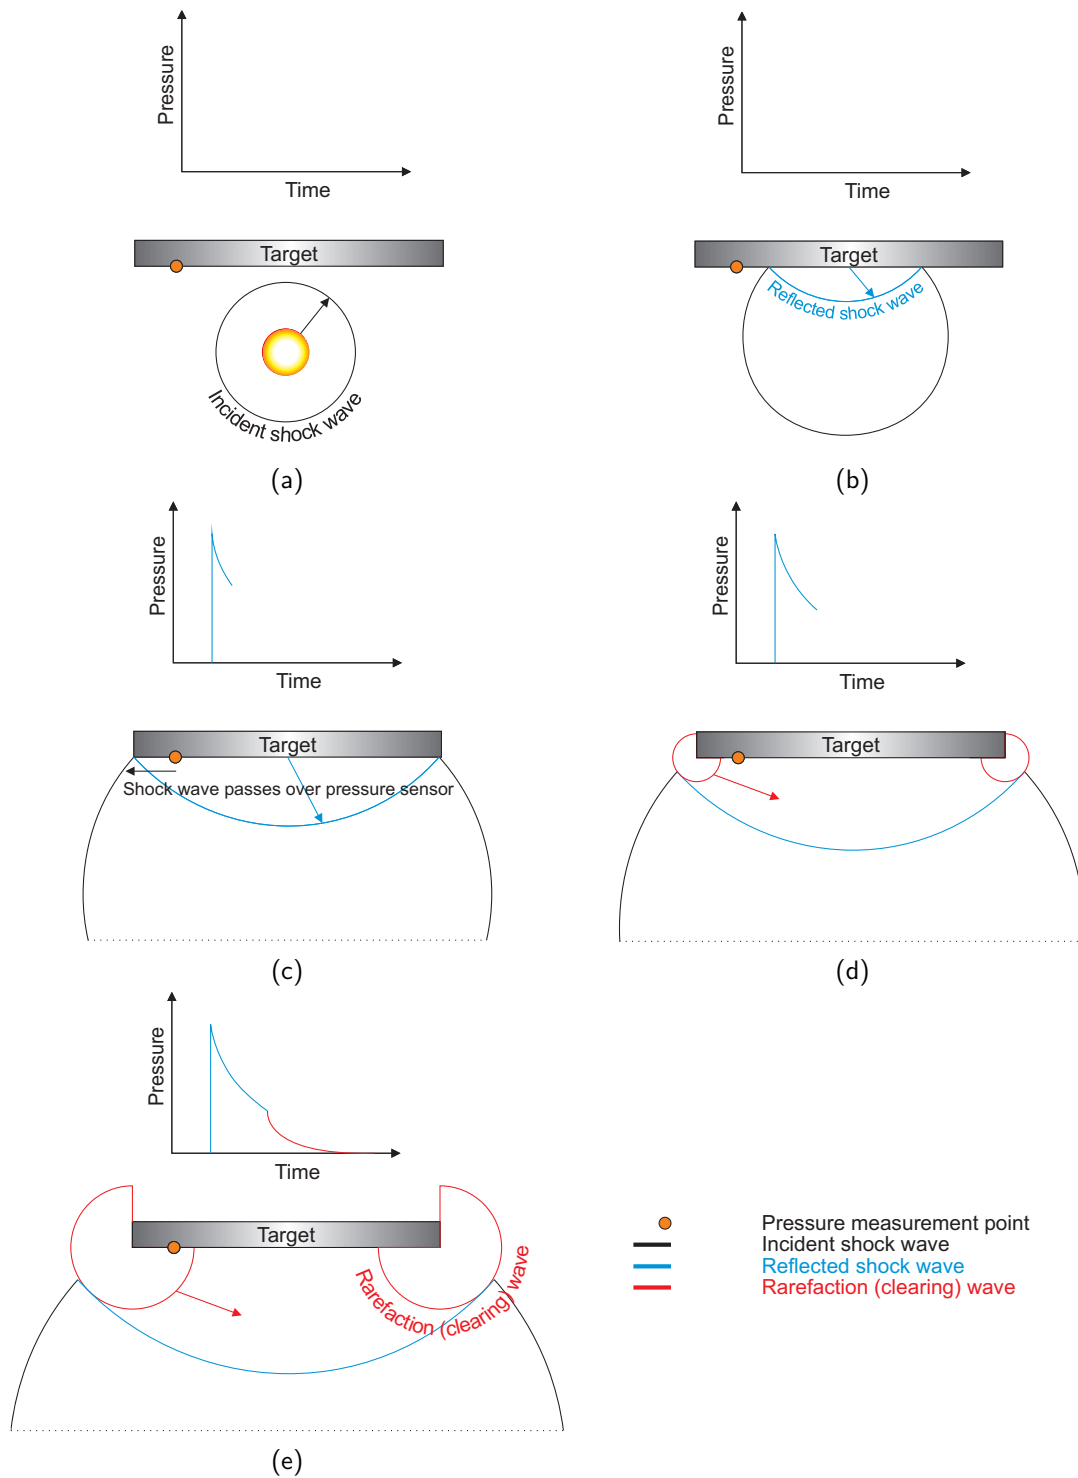 Pressure
Time
Target
Incident shock wave
(a)
Pressure
Time
Target
Reflected shock wave
(b)
Pressure
Time
Target
Shock wave passes over pressure sensor
(c)
Pressure
Time
Target
(d)
Pressure
Time
Target
Rarefaction (clearing) wave
(e)
Pressure measurement point
Incident shock wave
Reflected shock wave
Rarefaction (clearing) wave